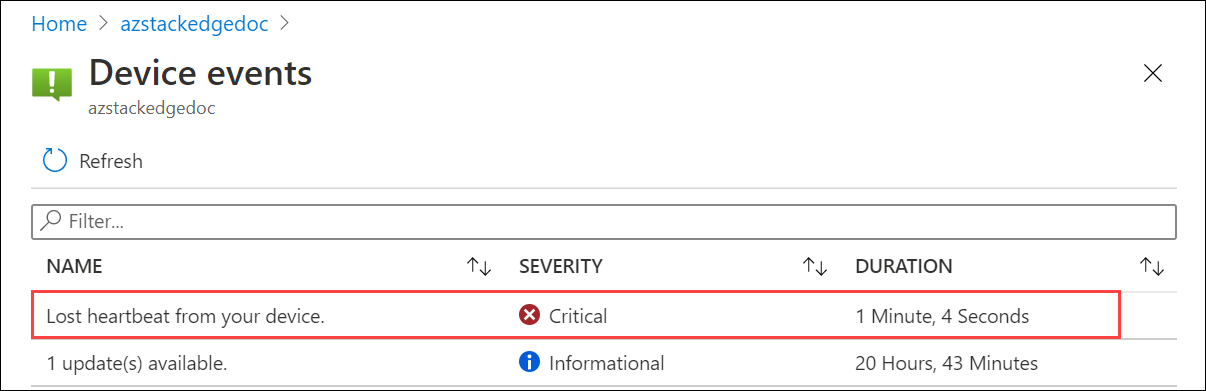 Home > azstackedgedoc >
Device events
azstackedgedoc
Refresh
Filter...
NAME SEVERITY DURATION
Lost heartbeat from your device. Critical 1 Minute, 4 Seconds
1 update(s) available. Informational 20 Hours, 43 Minutes